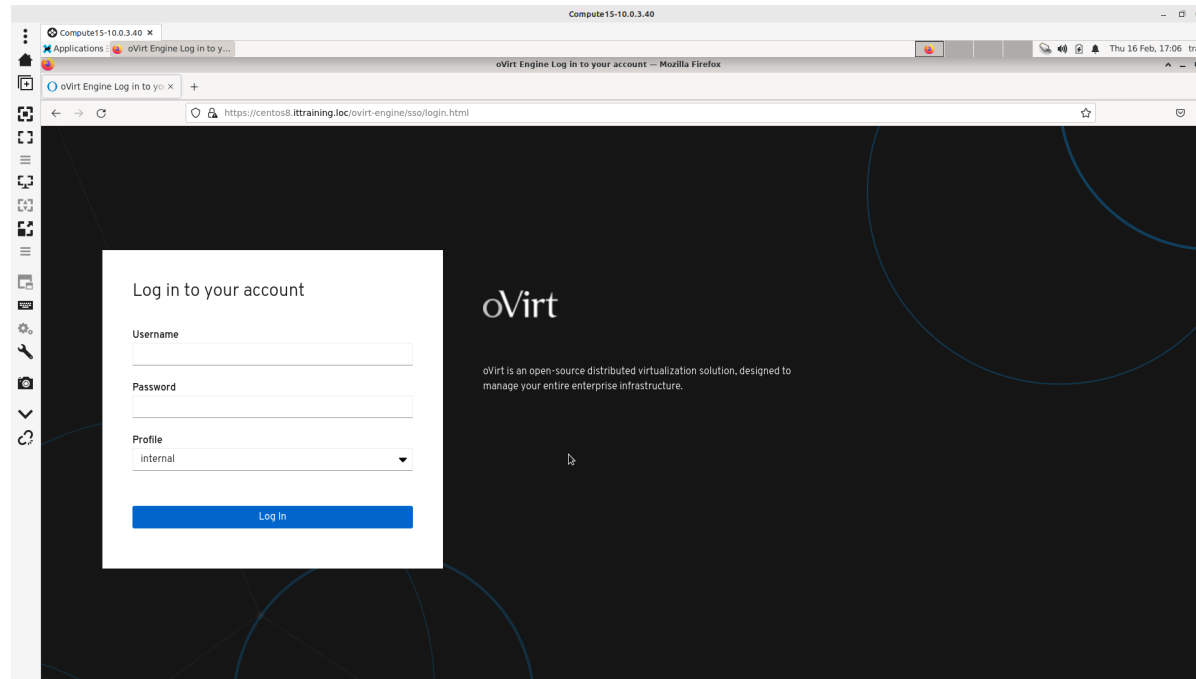 Compute15-10.0.3.40
Compute15-10.0.3.40 ×
Applications oVirt Engine Log in to y... Thu 16 Feb, 17:06
oVirt Engine Log in to your account — Mozilla Firefox
oVirt Engine Log in to yo ×
https://centos8.ittraining.loc/ovirt-engine/sso/login.html
Log in to your account
Username
Password
Profile
internal
Log In
oVirt
oVirt is an open-source distributed virtualization solution, designed to
manage your entire enterprise infrastructure.